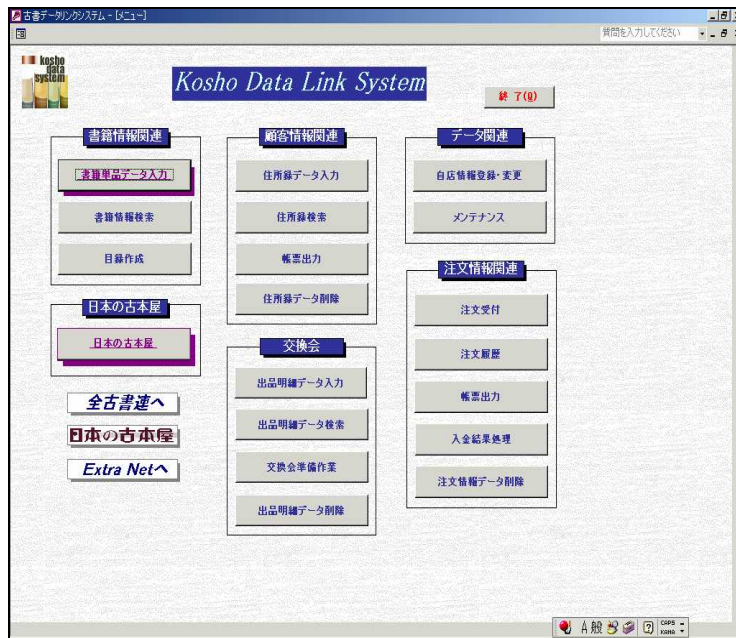 古書データリンクシステム - [メニュー]
質問を入力してください
kosho
data
system
Kosho Data Link System
終了(Q)
書籍情報関連
書籍単品データ入力
書籍情報検索
目録作成
日本の古本屋
日本の古本屋
全古書連へ
日本の古本屋
Extra Netへ
顧客情報関連
住所録データ入力
住所録検索
帳票出力
住所録データ削除
交換会
出品明細データ入力
出品明細データ検索
交換会準備作業
出品明細データ削除
データ関連
自店情報登録・変更
メンテナンス
注文情報関連
注文受付
注文履歴
帳票出力
入金結果処理
注文情報データ削除
A 般
CAPS
KANA